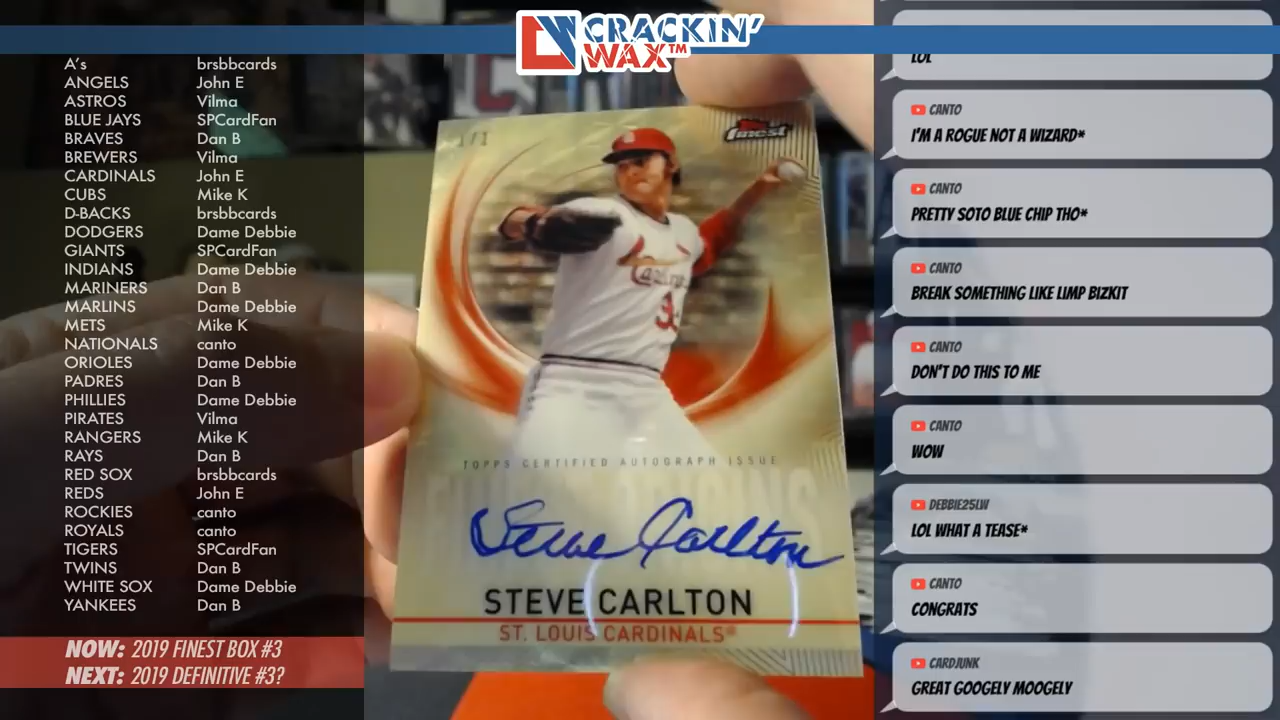 CRACKIN'
WAX™
A's brsbbcards
ANGELS John E
ASTROS Vilma
BLUE JAYS SPCardFan
BRAVES Dan B
BREWERS Vilma
CARDINALS John E
CUBS Mike K
D-BACKS brsbbcards
DODGERS Dame Debbie
GIANTS SPCardFan
INDIANS Dame Debbie
MARINERS Dan B
MARLINS Dame Debbie
METS Mike K
NATIONALS canto
ORIOLES Dame Debbie
PADRES Dan B
PHILLIES Dame Debbie
PIRATES Vilma
RANGERS Mike K
RAYS Dan B
RED SOX brsbbcards
REDS John E
ROCKIES canto
ROYALS canto
TIGERS SPCardFan
TWINS Dan B
WHITE SOX Dame Debbie
YANKEES Dan B
NOW: 2019 FINEST BOX #3
NEXT: 2019 DEFINITIVE #3?
1/1
finest
Cardinals
TOPPS CERTIFIED AUTOGRAPH ISSUE
Steve Carlton
STEVE CARLTON
ST. LOUIS CARDINALS®
LOL
CANTO
I'M A ROGUE NOT A WIZARD*
CANTO
PRETTY SOTO BLUE CHIP THO*
CANTO
BREAK SOMETHING LIKE LIMP BIZKIT
CANTO
DON'T DO THIS TO ME
CANTO
WOW
DEBBIE25LW
LOL WHAT A TEASE*
CANTO
CONGRATS
CARDJUNK
GREAT GOOGELY MOOGELY